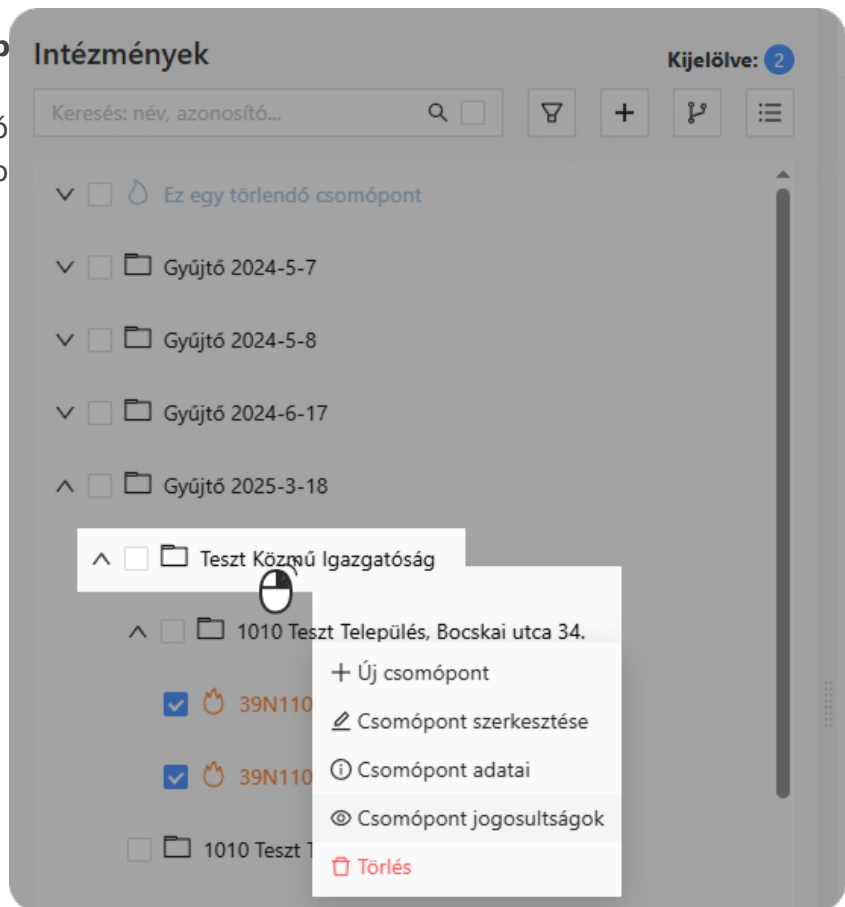 Intézmények
Kijelölve: 2
Keresés: név, azonosító...
Ez egy törlendő csomópont
Gyűjtő 2024-5-7
Gyűjtő 2024-5-8
Gyűjtő 2024-6-17
Gyűjtő 2025-3-18
Teszt Közmű Igazgatóság
1010 Teszt Település, Bocskai utca 34.
Új csomópont
39N110
Csomópont szerkesztése
39N110
Csomópont adatai
Csomópont jogosultságok
1010 Teszt T
Törlés